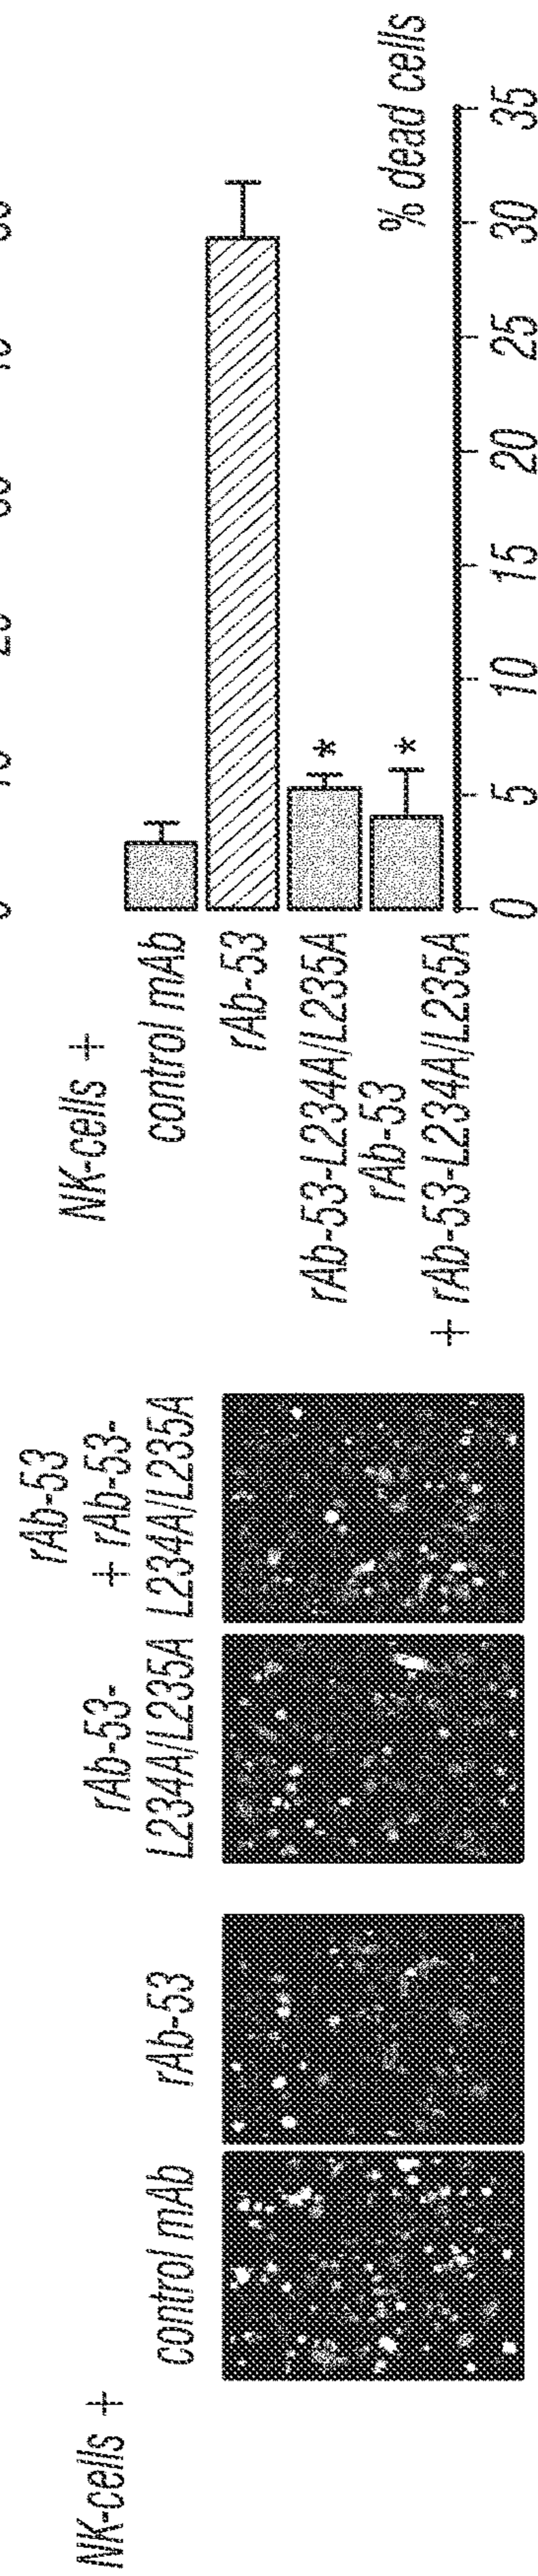 NK-cells +
control mAb
rAb-53
rAb-53-
L234A/L235A
rAb-53
+ rAb-53-
L234A/L235A
NK-cells +
control mAb
rAb-53
rAb-53-L234A/L235A
*
rAb-53
+ rAb-53-L234A/L235A
*
% dead cells
0 5 10 15 20 25 30 35